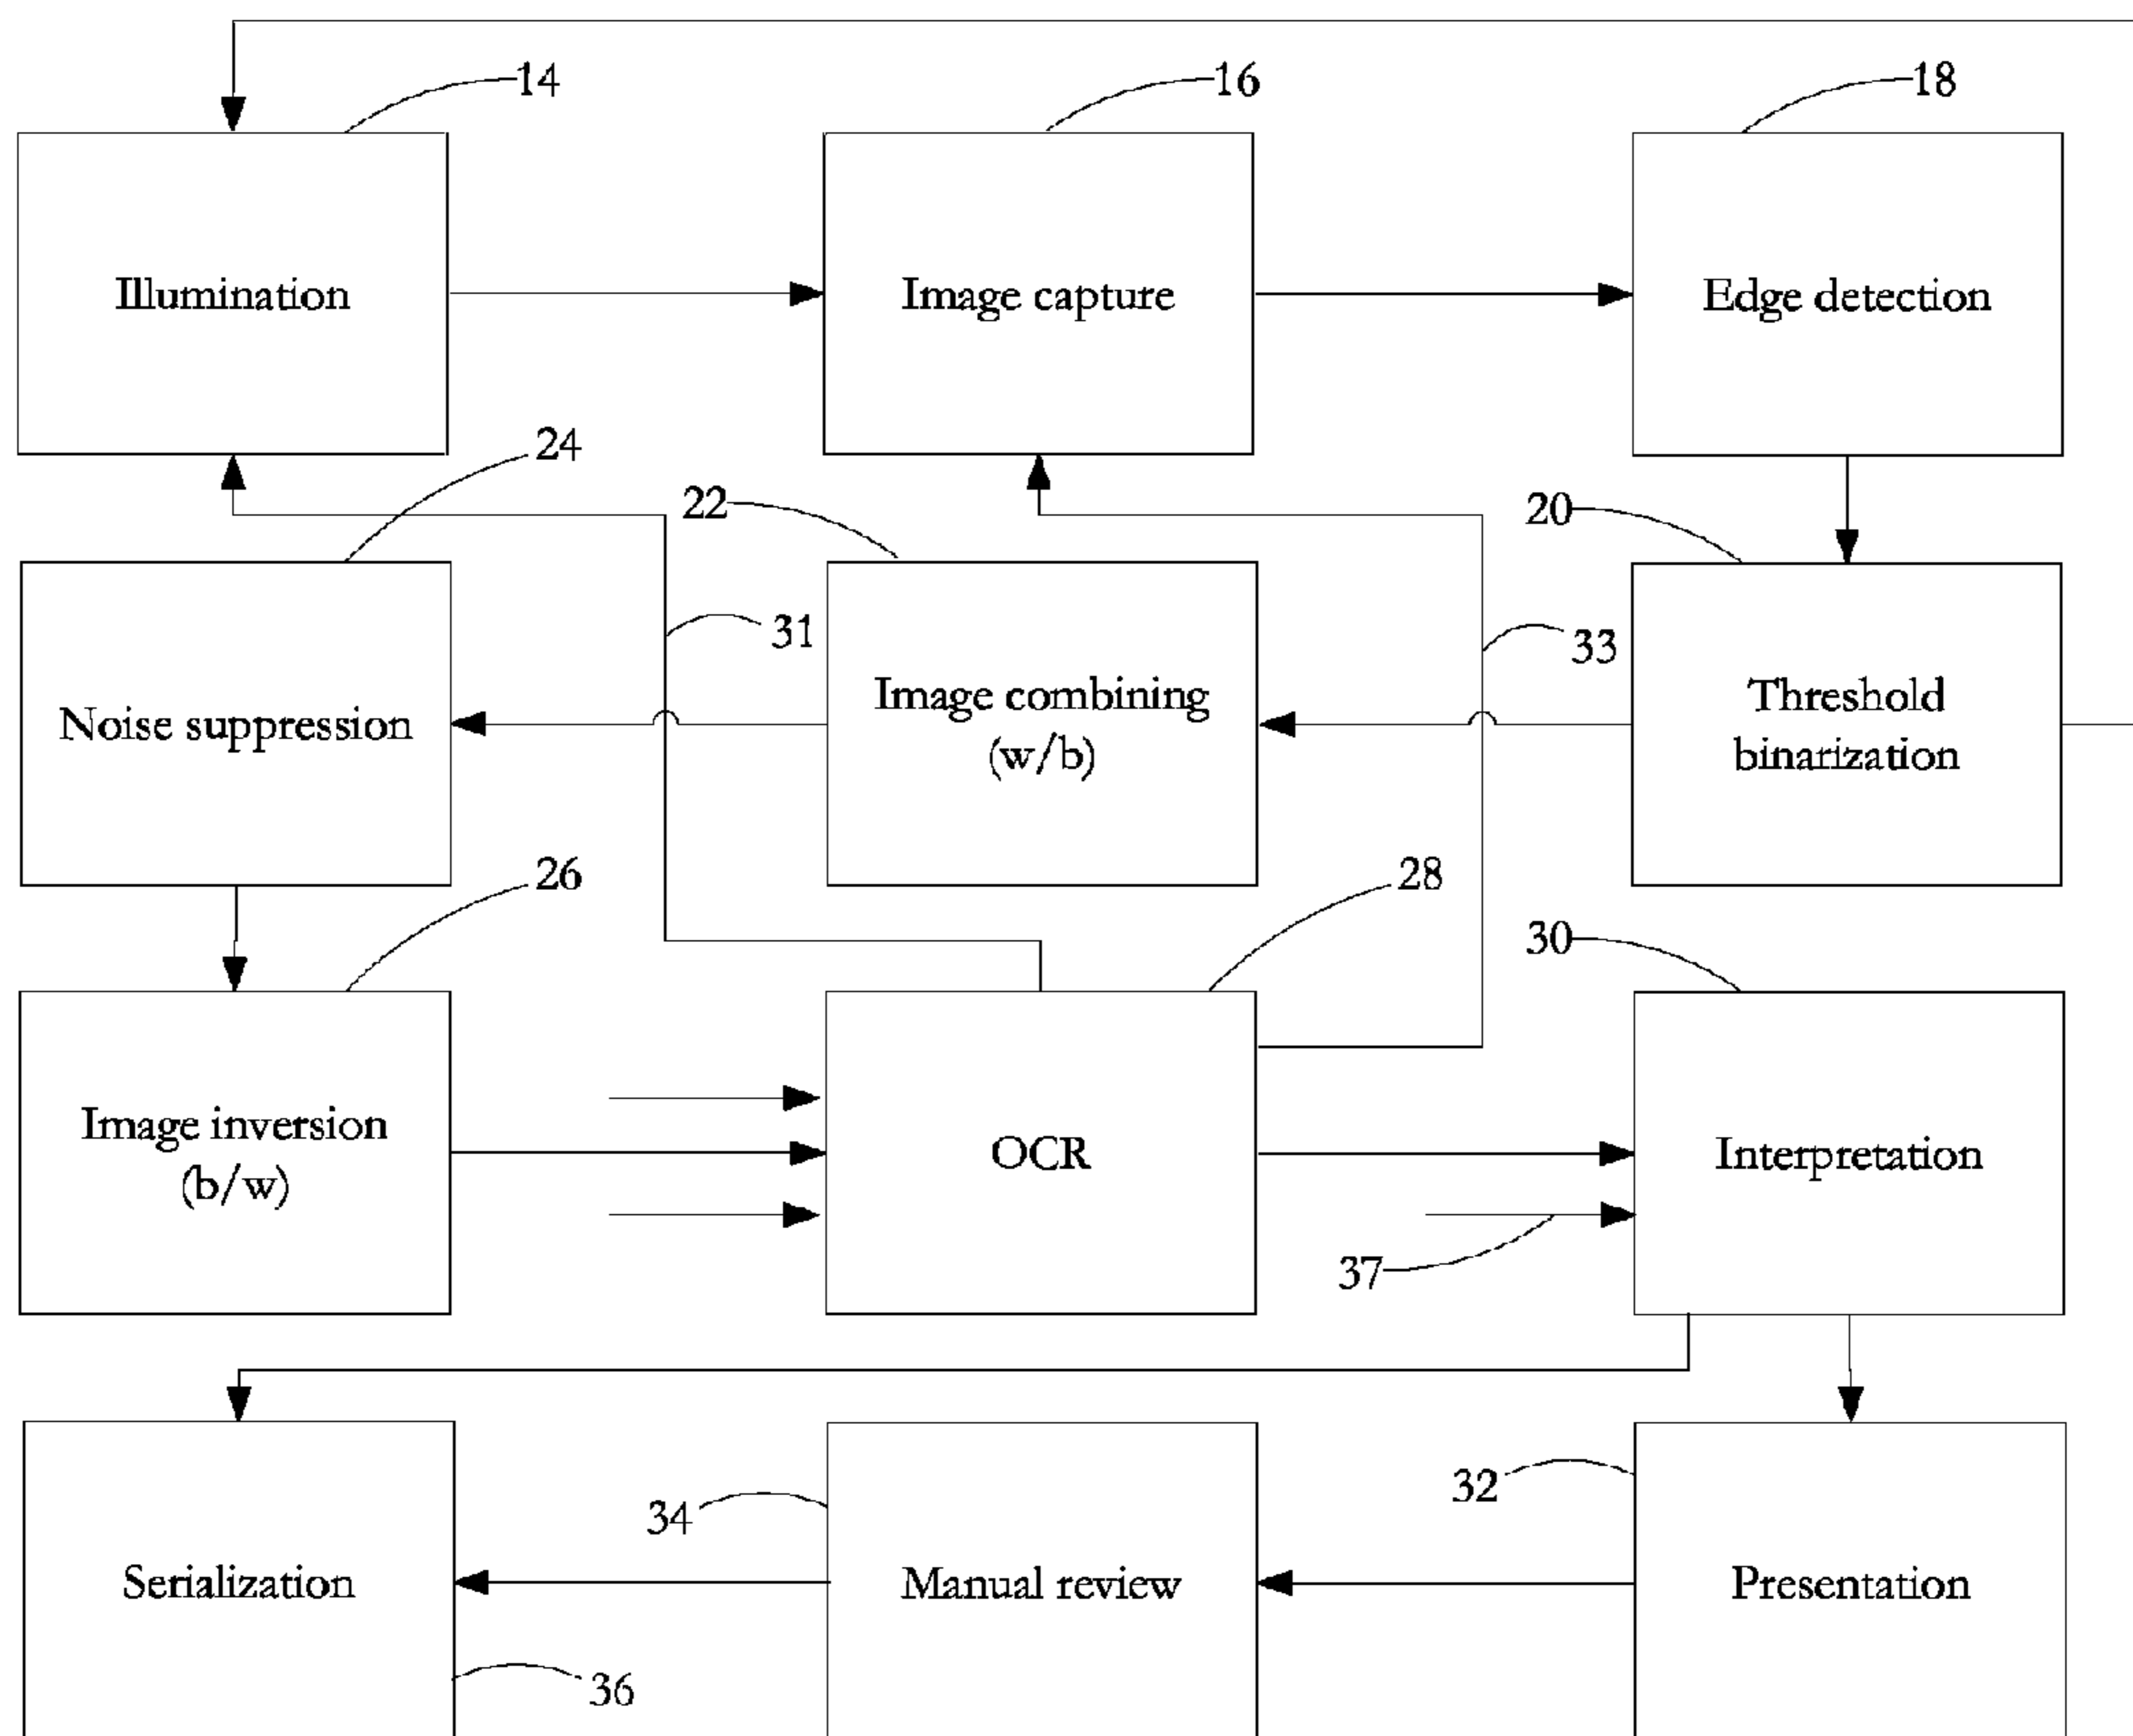 14
16
18
Illumination
Image capture
Edge detection
24
22
20
31
33
Noise suppression
Image combining
(w/b)
Threshold
binarization
26
28
30
Image inversion
(b/w)
OCR
Interpretation
37
32
34
Serialization
Manual review
Presentation
36